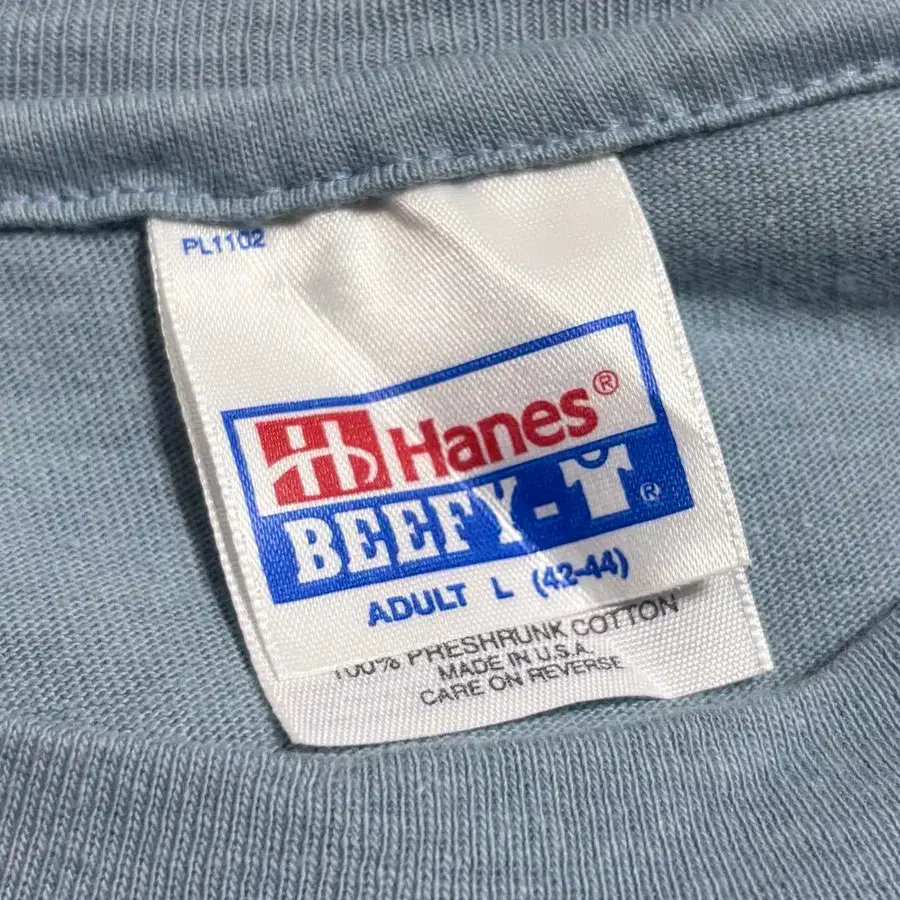 PL1102
Hanes®
BEEFY-T®
ADULT L (42-44)
100% PRESHRUNK COTTON
MADE IN U.S.A.
CARE ON REVERSE